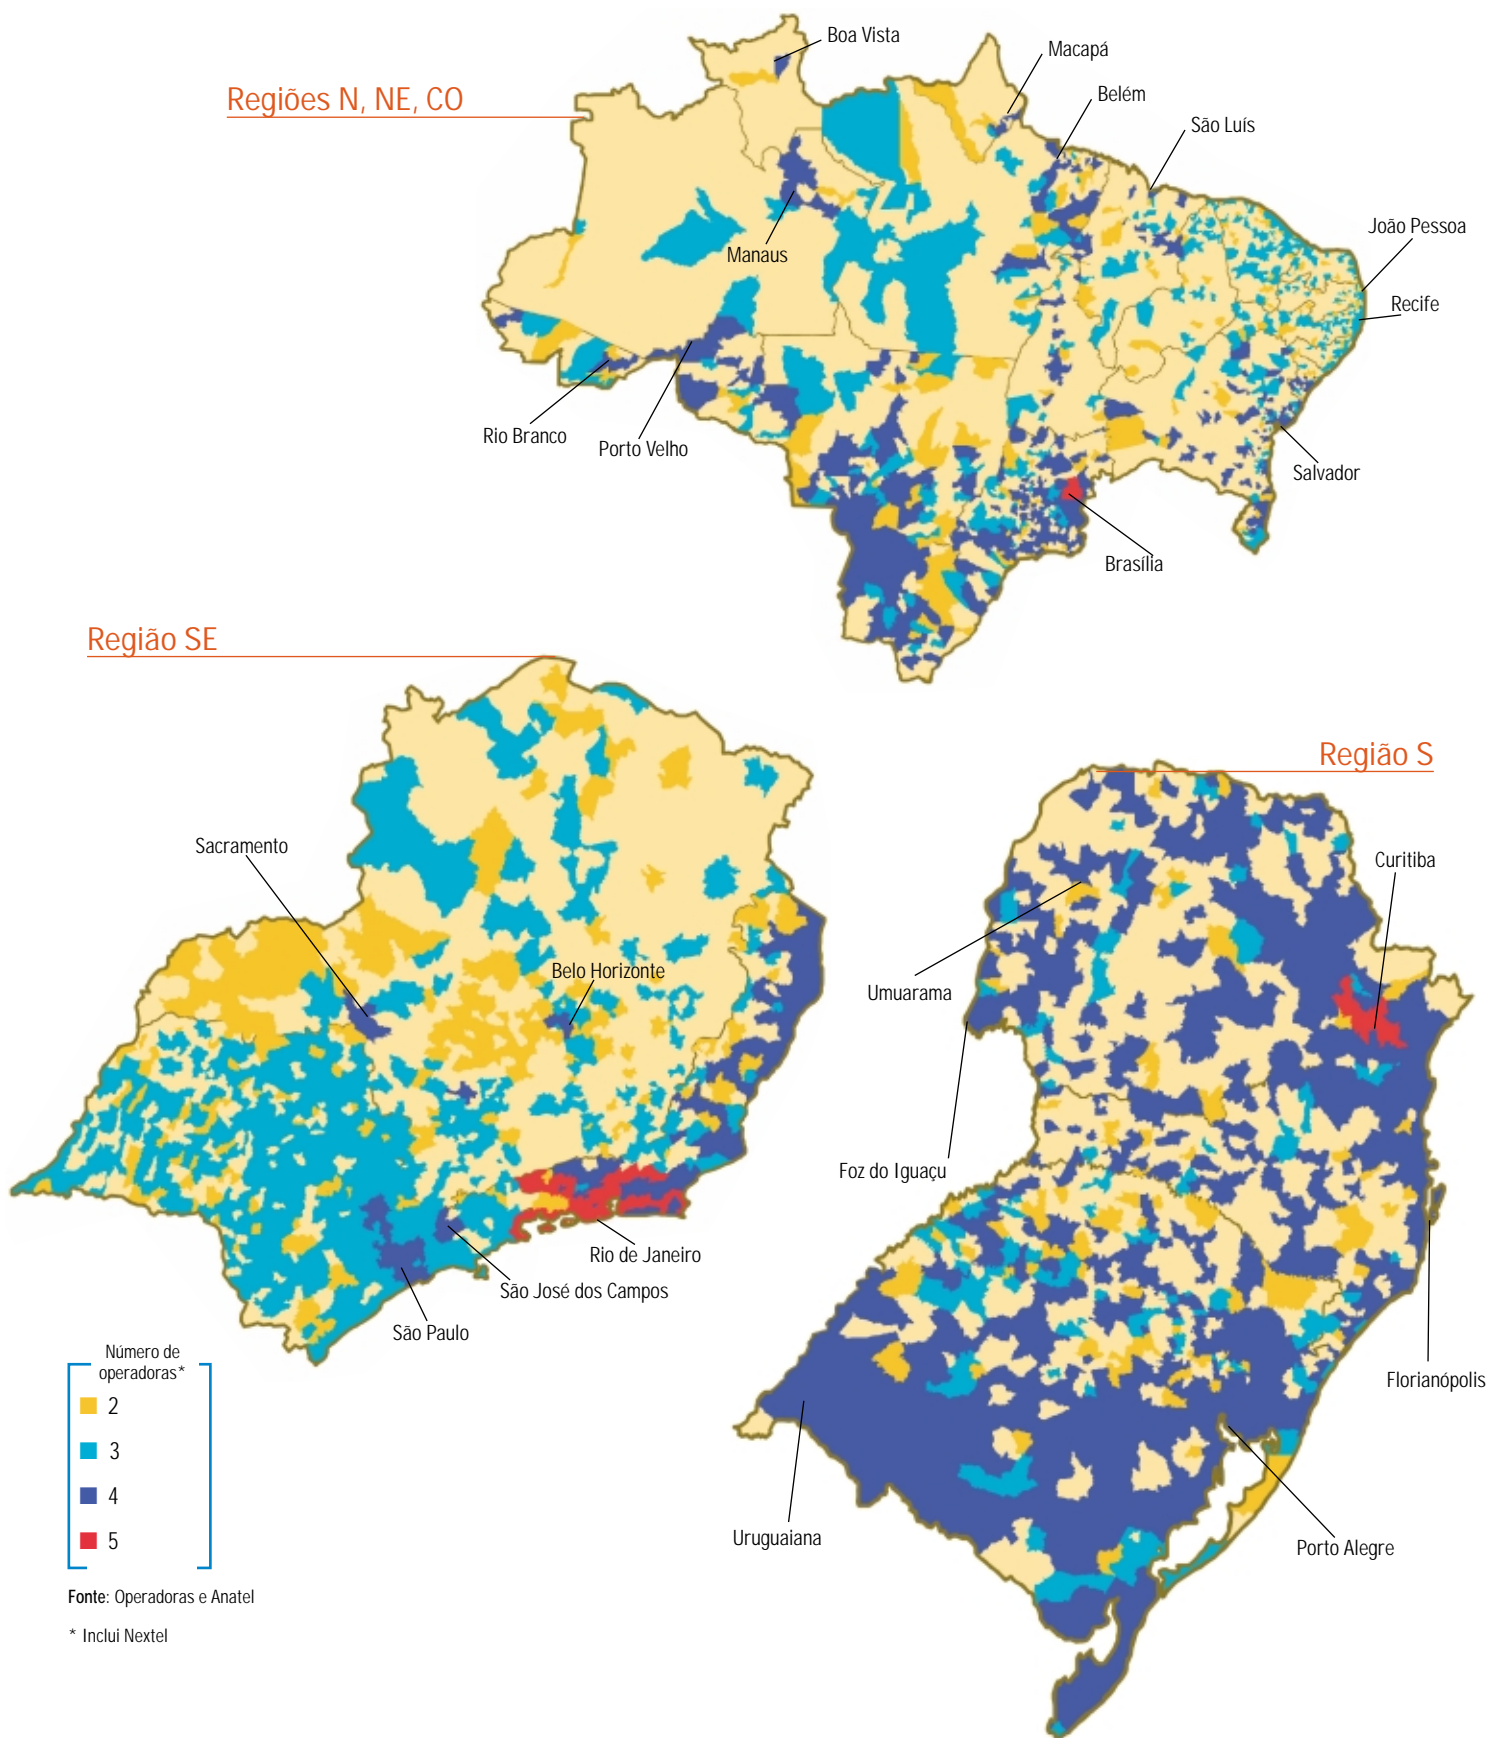 Boa Vista
Macapá
Regiões N, NE, CO
Belém
São Luís
João Pessoa
Manaus
Recife
Rio Branco
Porto Velho
Salvador
Brasília
Região SE
Região S
Sacramento
Curitiba
Belo Horizonte
Umuarama
Foz do Iguaçu
Rio de Janeiro
São José dos Campos
São Paulo
Florianópolis
Número de
operadoras*
2
3
4
5
Uruguaiana
Porto Alegre
Fonte: Operadoras e Anatel
* Inclui Nextel